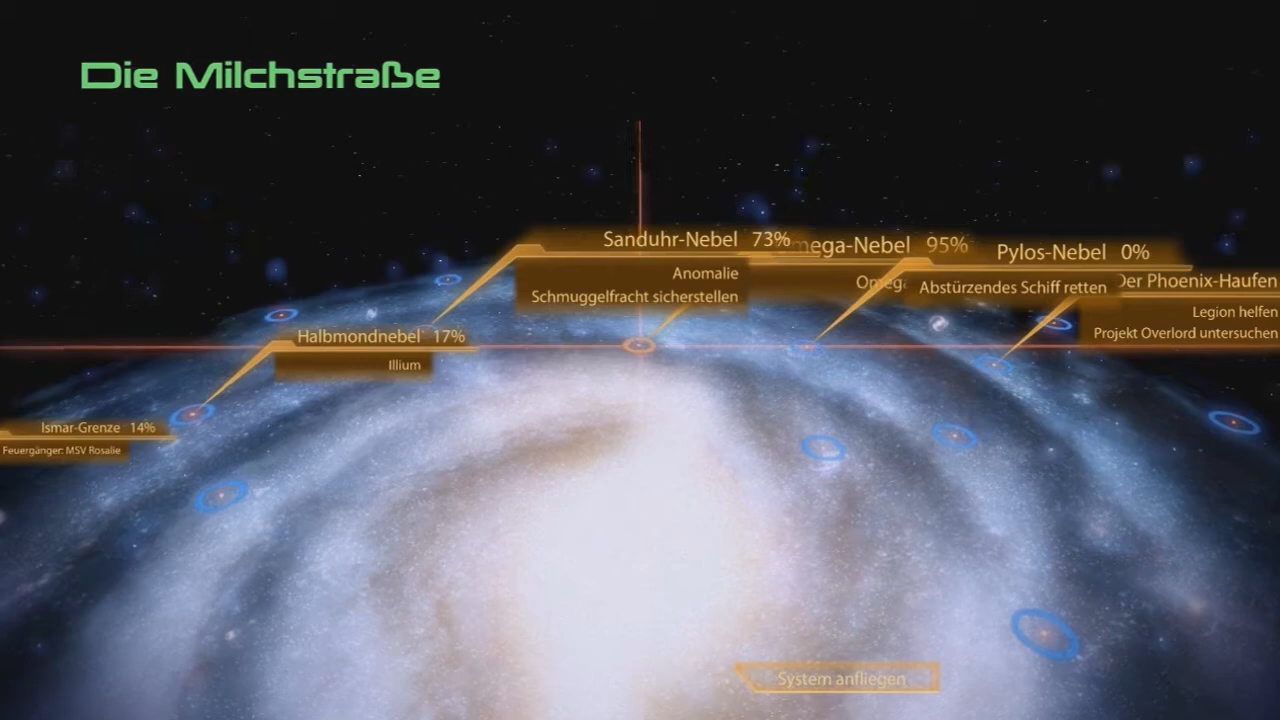 Die Milchstraße
Sanduhr-Nebel 73%
Anomalie
Schmuggelfracht sicherstellen
mega-Nebel 95%
Omega
Pylos-Nebel 0%
Abstürzendes Schiff retten
Der Phoenix-Haufen
Legion helfen
Projekt Overlord untersuchen
Halbmondnebel 17%
Illium
Ismar-Grenze 14%
Feuergänger: MSV Rosalie
System anfliegen